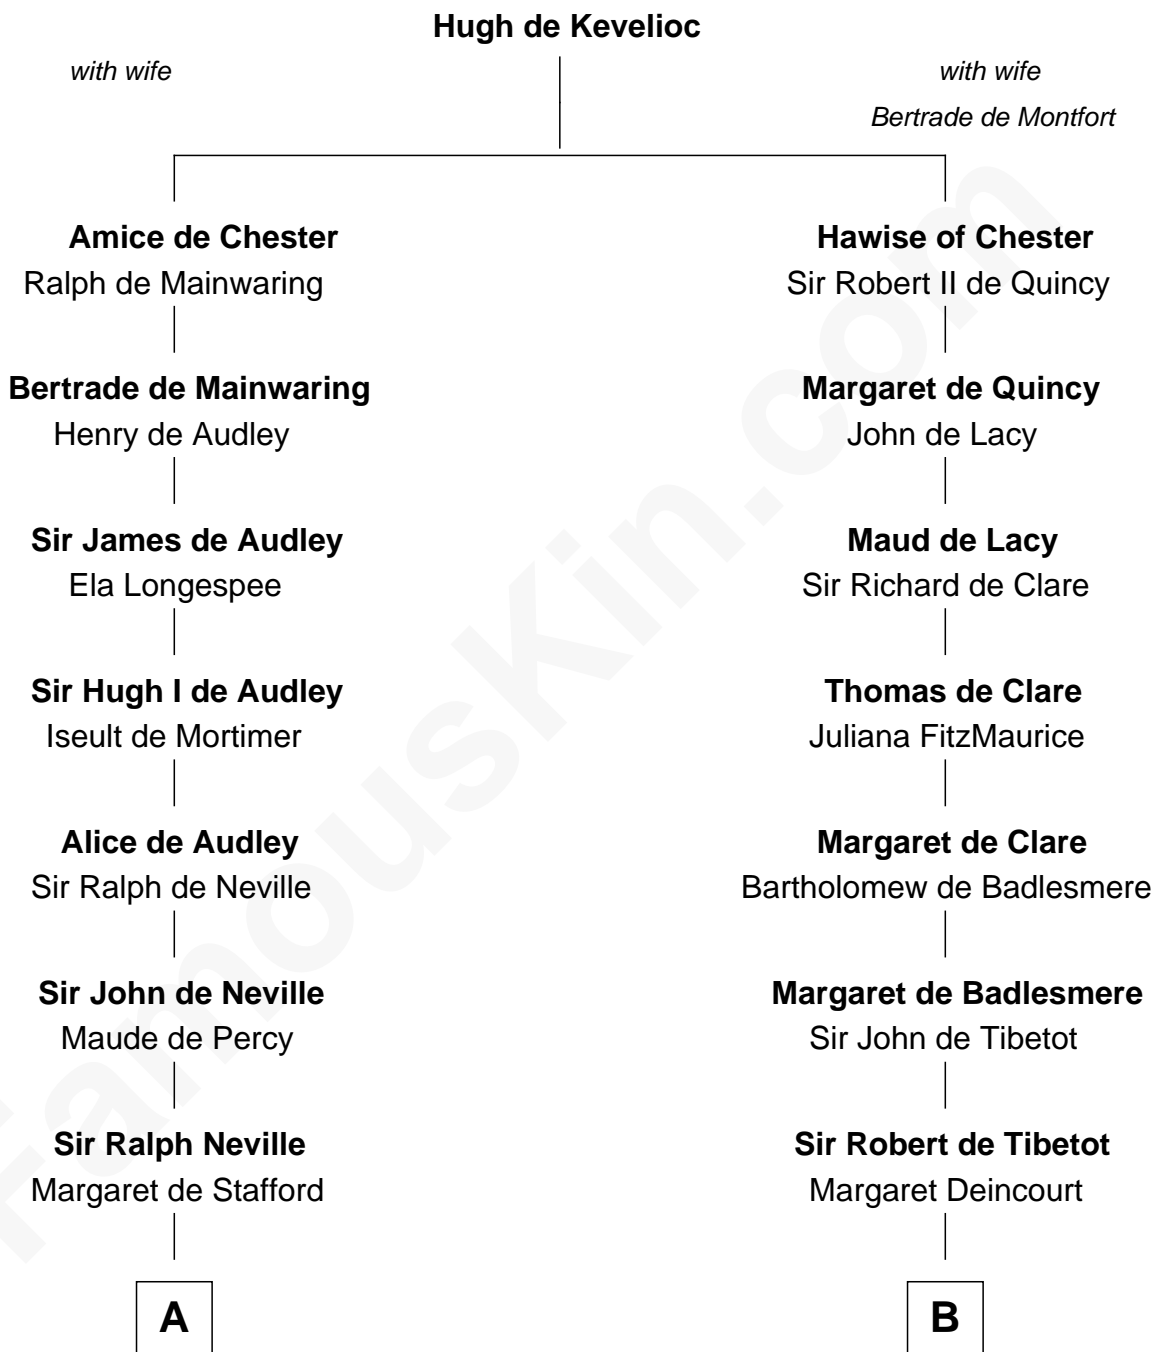 Hugh de Kevelioc
with wife
with wife
Bertrade de Montfort
Amice de Chester
Ralph de Mainwaring
Hawise of Chester
Sir Robert II de Quincy
Bertrade de Mainwaring
Henry de Audley
Margaret de Quincy
John de Lacy
Sir James de Audley
Ela Longespee
Maud de Lacy
Sir Richard de Clare
Sir Hugh I de Audley
Iseult de Mortimer
Thomas de Clare
Juliana FitzMaurice
Alice de Audley
Sir Ralph de Neville
Margaret de Clare
Bartholomew de Badlesmere
Sir John de Neville
Maude de Percy
Margaret de Badlesmere
Sir John de Tibetot
Sir Ralph Neville
Margaret de Stafford
Sir Robert de Tibetot
Margaret Deincourt
A
B
FamousKin.com